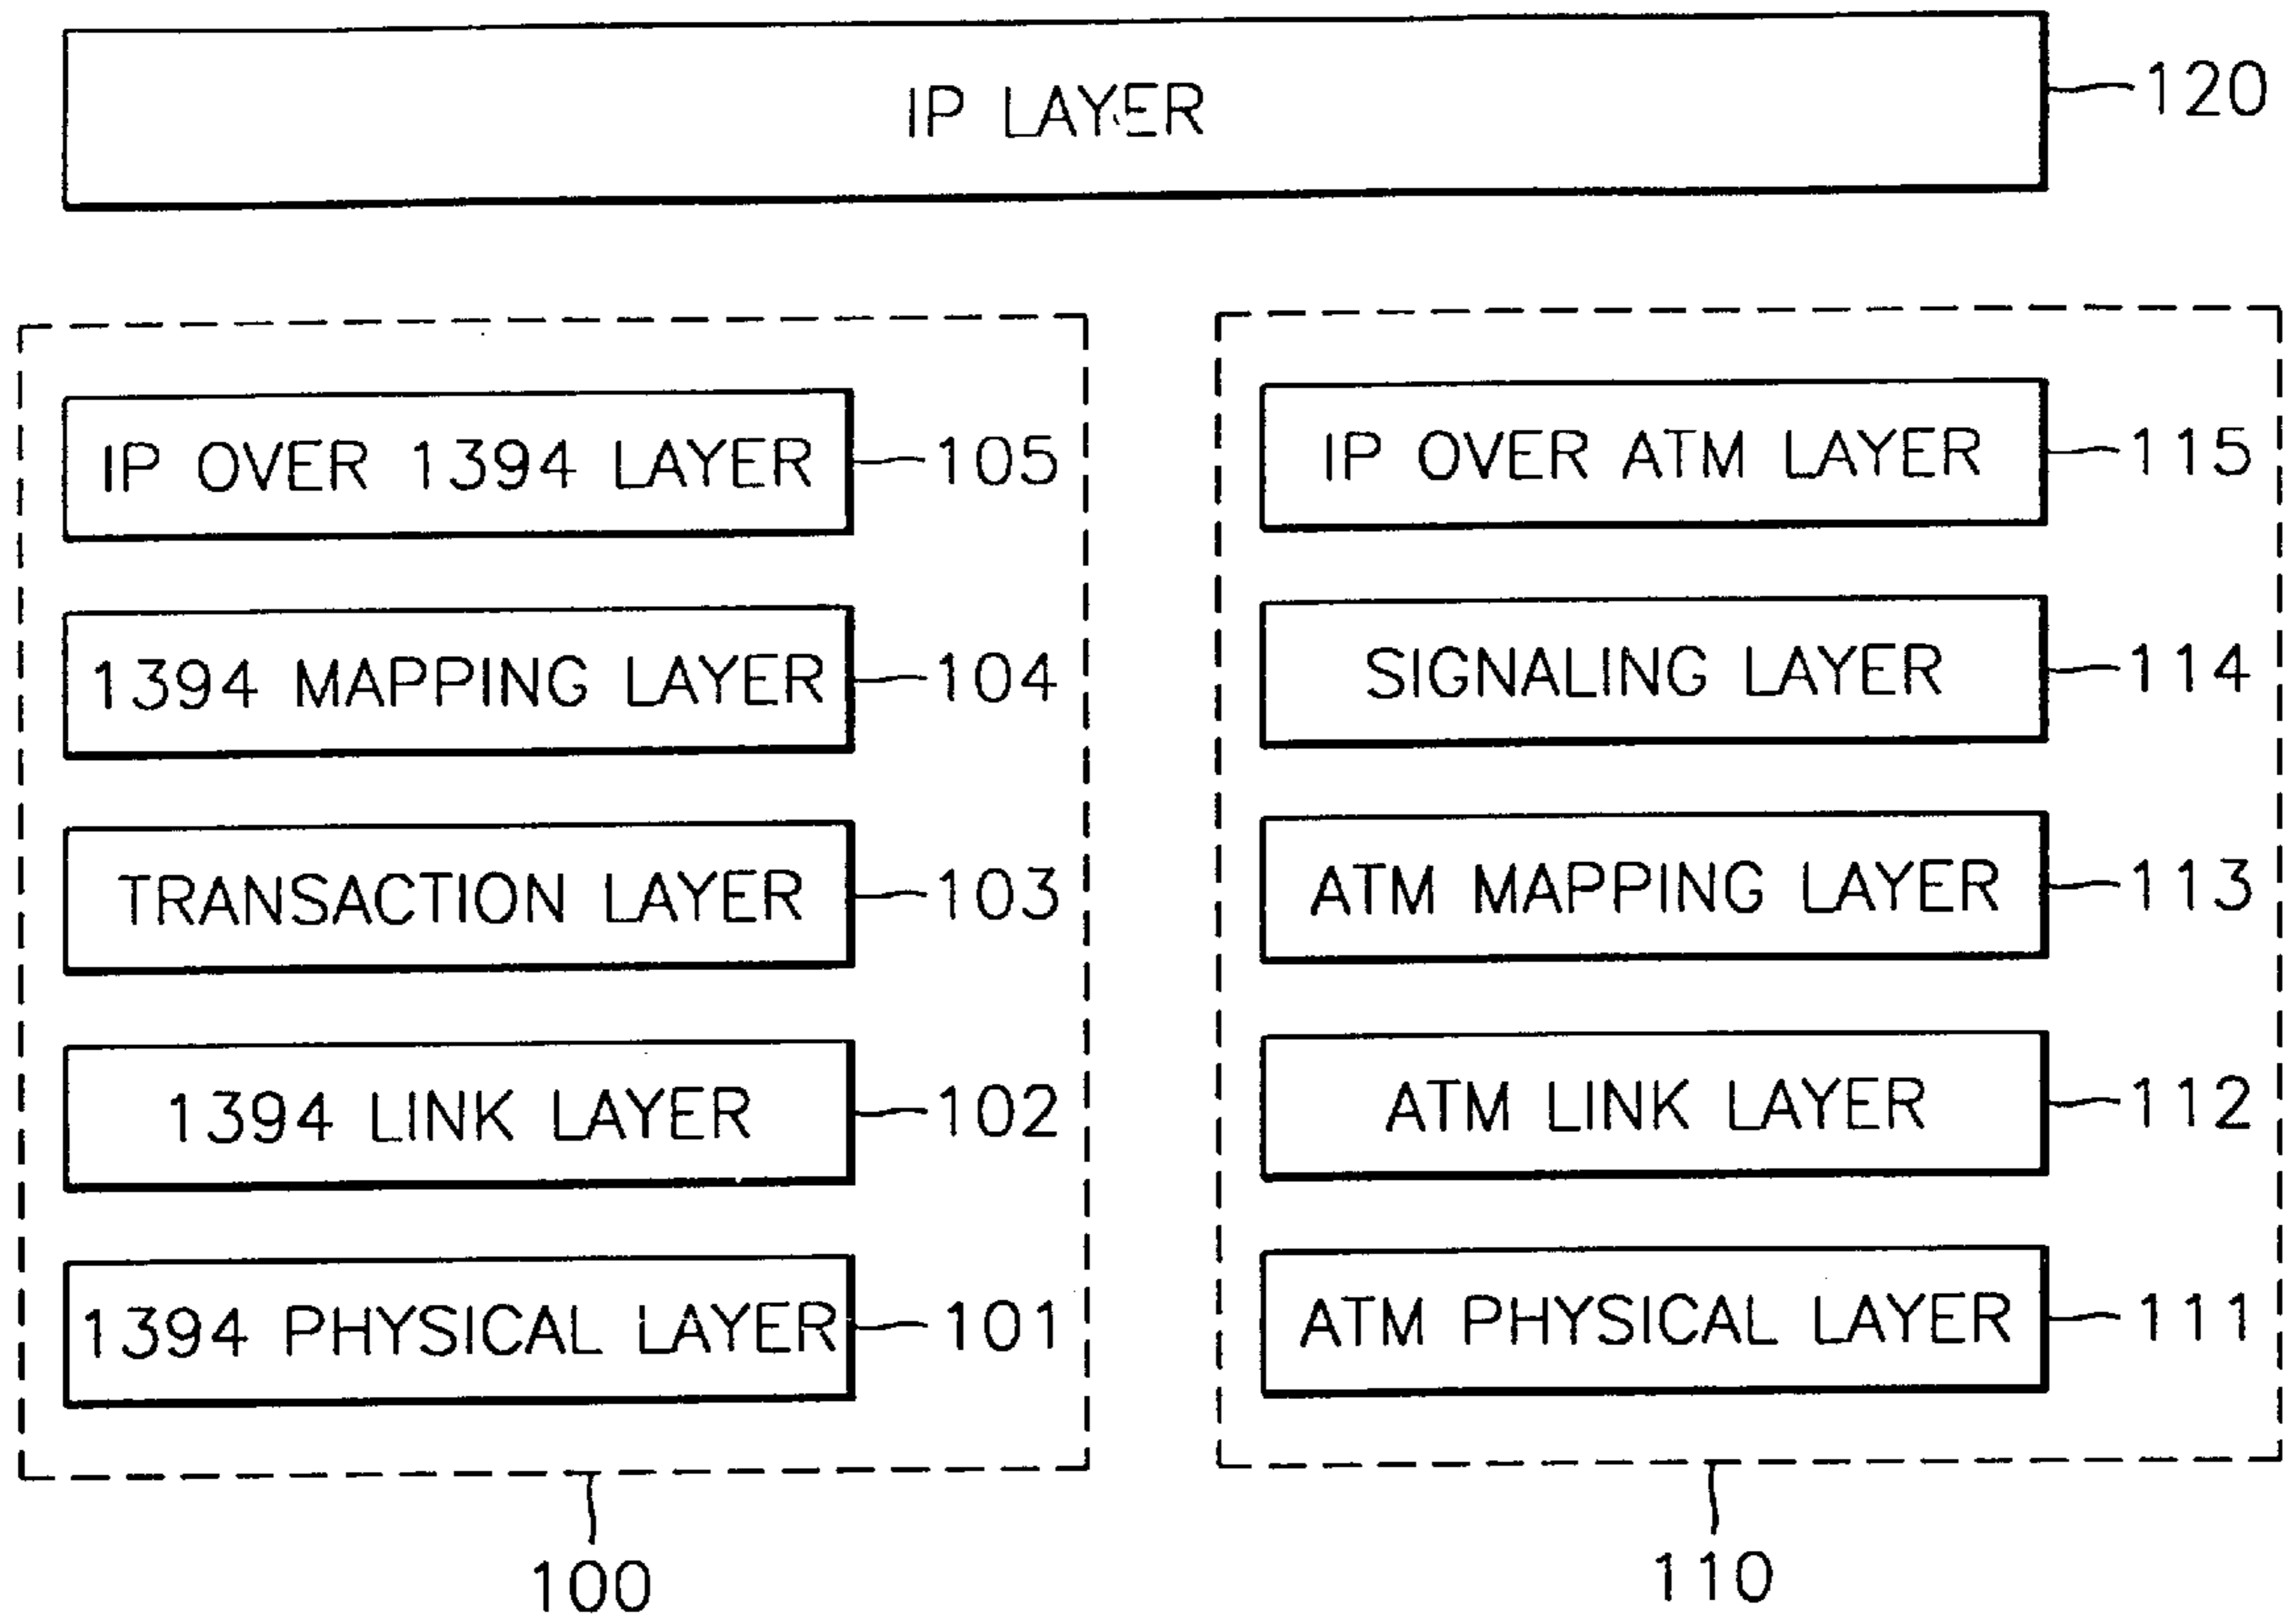 IP LAYER
120
IP OVER 1394 LAYER
105
1394 MAPPING LAYER
104
TRANSACTION LAYER
103
1394 LINK LAYER
102
1394 PHYSICAL LAYER
101
100
IP OVER ATM LAYER
115
SIGNALING LAYER
114
ATM MAPPING LAYER
113
ATM LINK LAYER
112
ATM PHYSICAL LAYER
111
110